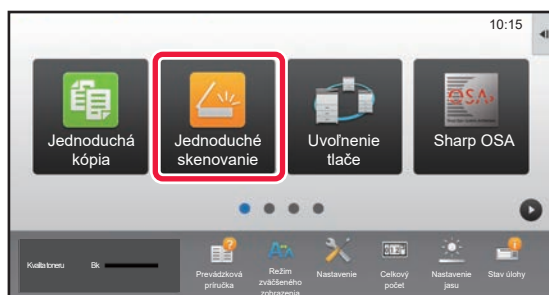 10:15
Jednoduchá
kópia
Jednoduché
skenovanie
Uvoľnenie
tlače
Sharp OSA
Kvalita toneru Bk
Prevádzková
príručka
Režim
zväčšeného
zobrazenia
Nastavenie
Celkový
počet
Nastavenie
jasu
Stav úlohy